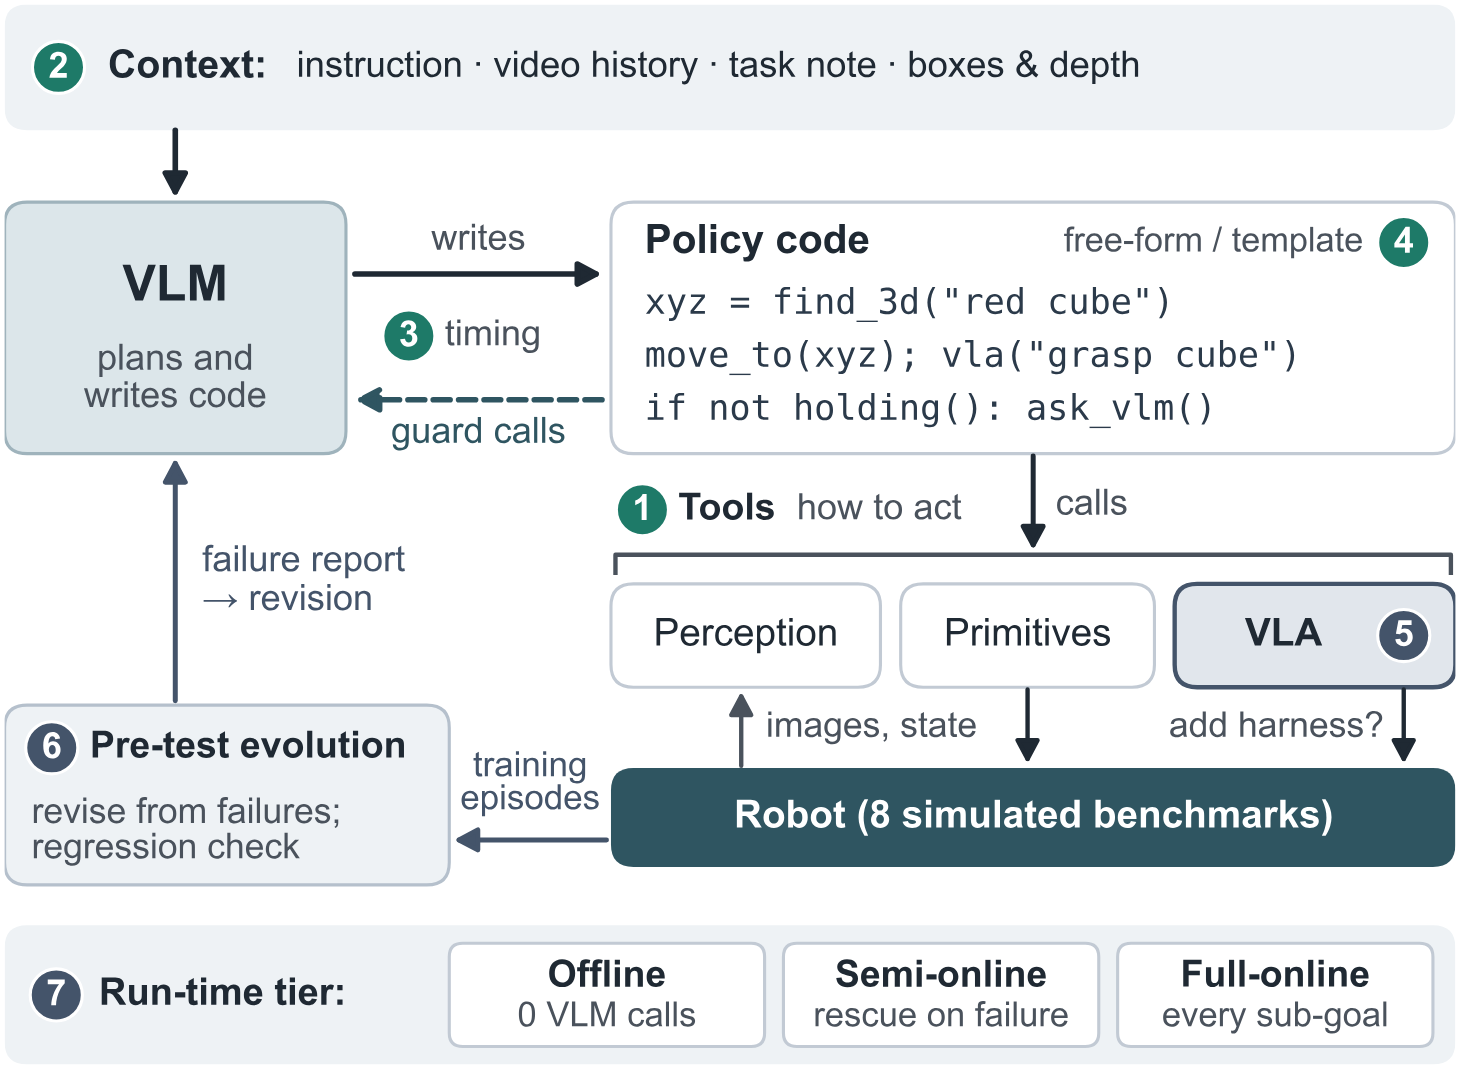 2 Context: instruction · video history · task note · boxes & depth
VLM
plans and
writes code
writes
3 timing
guard calls
Policy code
free-form / template 4
xyz = find_3d("red cube")
move_to(xyz); vla("grasp cube")
if not holding(): ask_vlm()
1 Tools how to act
calls
Perception
Primitives
VLA 5
failure report
→ revision
images, state
add harness?
6 Pre-test evolution
revise from failures;
regression check
training
episodes
Robot (8 simulated benchmarks)
7 Run-time tier:
Offline
0 VLM calls
Semi-online
rescue on failure
Full-online
every sub-goal